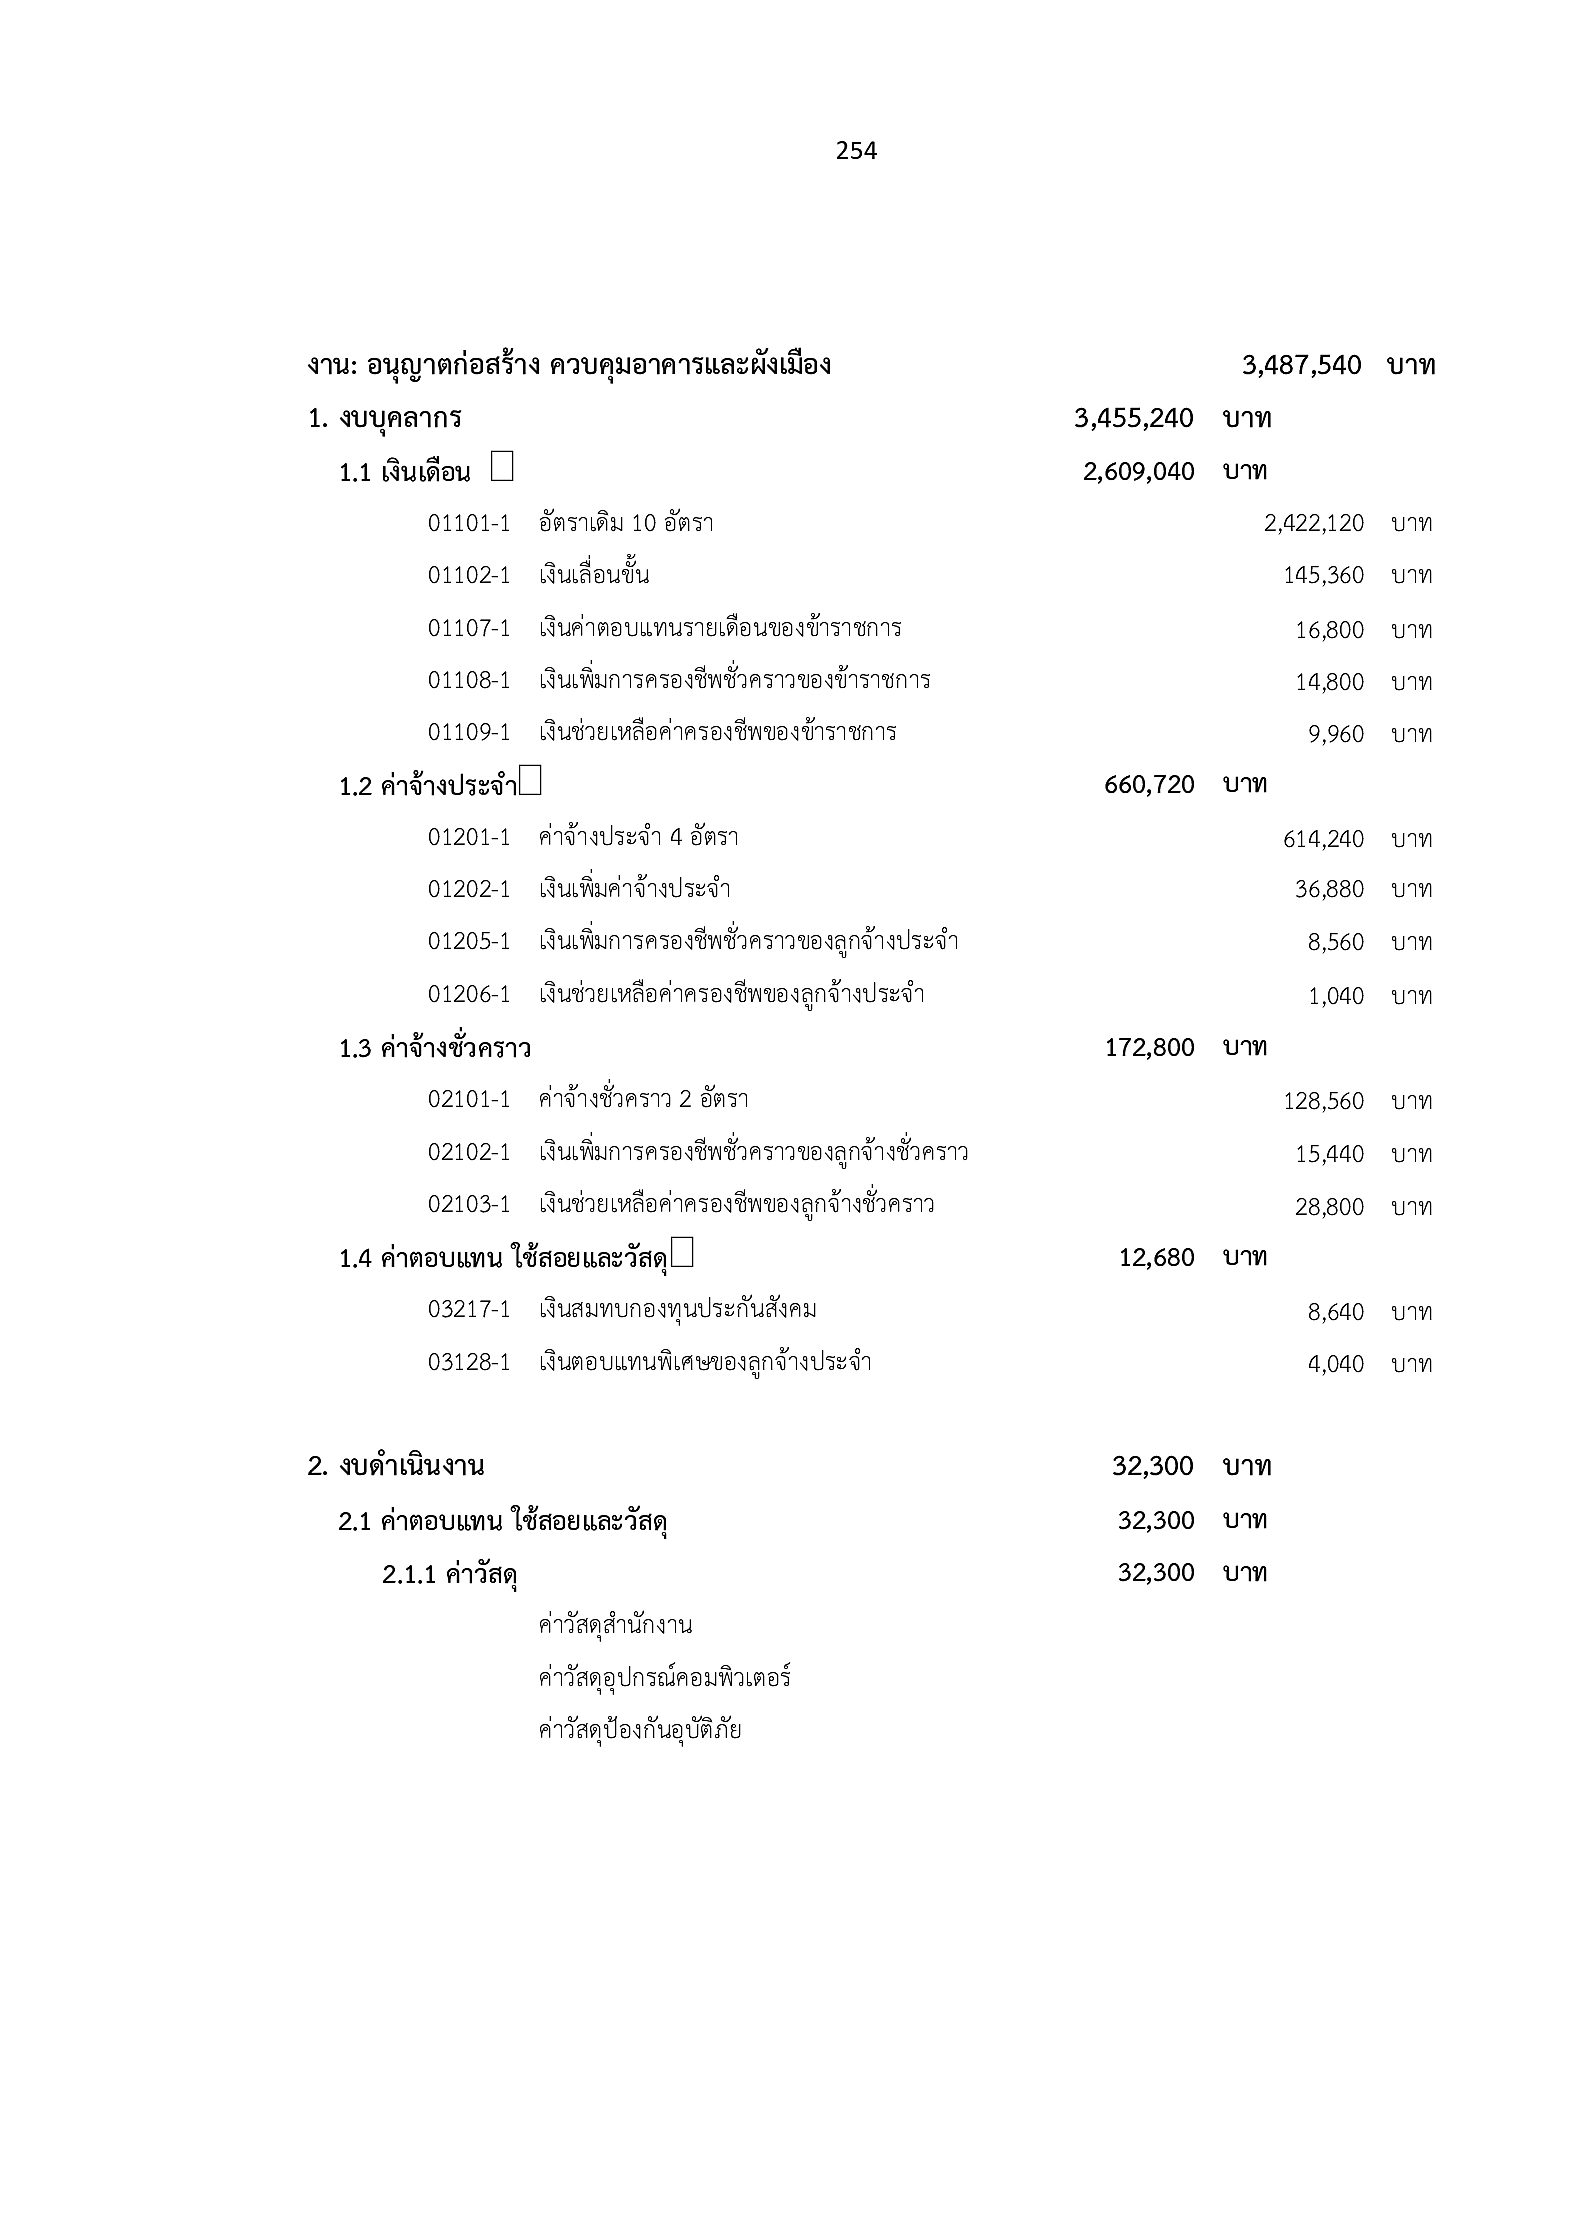 254
งาน: อนุญาตก่อสร้าง ควบคุมอาคารและผังเมือง 3,487,540 บาท
1. งบบุคลากร 3,455,240 บาท
1.1 เงินเดือน 2,609,040 บาท
01101-1 อัตราเดิม 10 อัตรา 2,422,120 บาท
01102-1 เงินเลื่อนขั้น 145,360 บาท
01107-1 เงินค่าตอบแทนรายเดือนของข้าราชการ 16,800 บาท
01108-1 เงินเพิ่มการครองชีพชั่วคราวของข้าราชการ 14,800 บาท
01109-1 เงินช่วยเหลือค่าครองชีพของข้าราชการ 9,960 บาท
1.2 ค่าจ้างประจำ 660,720 บาท
01201-1 ค่าจ้างประจำ 4 อัตรา 614,240 บาท
01202-1 เงินเพิ่มค่าจ้างประจำ 36,880 บาท
01205-1 เงินเพิ่มการครองชีพชั่วคราวของลูกจ้างประจำ 8,560 บาท
01206-1 เงินช่วยเหลือค่าครองชีพของลูกจ้างประจำ 1,040 บาท
1.3 ค่าจ้างชั่วคราว 172,800 บาท
02101-1 ค่าจ้างชั่วคราว 2 อัตรา 128,560 บาท
02102-1 เงินเพิ่มการครองชีพชั่วคราวของลูกจ้างชั่วคราว 15,440 บาท
02103-1 เงินช่วยเหลือค่าครองชีพของลูกจ้างชั่วคราว 28,800 บาท
1.4 ค่าตอบแทน ใช้สอยและวัสดุ 12,680 บาท
03217-1 เงินสมทบกองทุนประกันสังคม 8,640 บาท
03128-1 เงินตอบแทนพิเศษของลูกจ้างประจำ 4,040 บาท
2. งบดำเนินงาน 32,300 บาท
2.1 ค่าตอบแทน ใช้สอยและวัสดุ 32,300 บาท
2.1.1 ค่าวัสดุ 32,300 บาท
ค่าวัสดุสำนักงาน
ค่าวัสดุอุปกรณ์คอมพิวเตอร์
ค่าวัสดุป้องกันอุบัติภัย